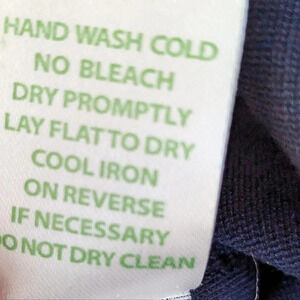 HAND WASH COLD
NO BLEACH
DRY PROMPTLY
LAY FLAT TO DRY
COOL IRON
ON REVERSE
IF NECESSARY
DO NOT DRY CLEAN